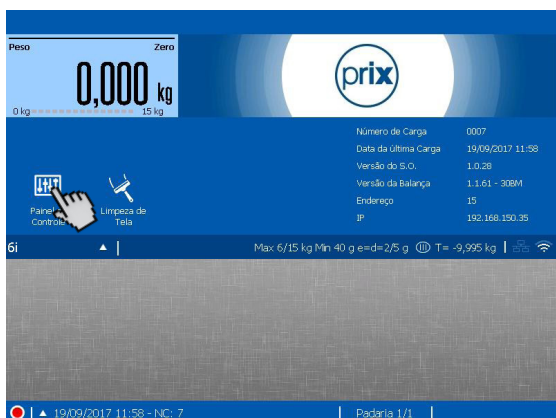 Peso Zero
0,000 kg
0 kg 15 kg
prix
Número de Carga 0007
Data da última Carga 19/09/2017 11:58
Versão do S.O. 1.0.28
Versão da Balança 1.1.61 - 30BM
Endereço 15
IP 192.168.150.35
Painel Limpeza de
Controle Tela
6i Max 6/15 kg Min 40 g e=d=2/5 g III T= -9,995 kg
19/09/2017 11:58 - NC: 7 Padaria 1/1